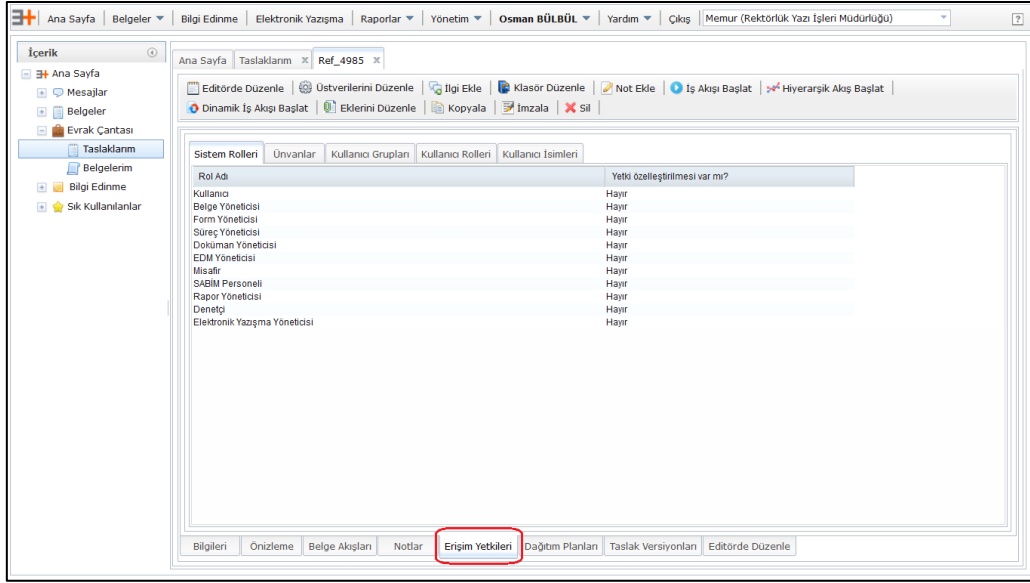 Ana Sayfa Belgeler Bilgi Edinme Elektronik Yazışma Raporlar Yönetim Osman BÜLBÜL Yardım Çıkış Memur (Rektörlük Yazı İşleri Müdürlüğü) ?
İçerik
Ana Sayfa
Mesajlar
Belgeler
Evrak Çantası
Taslaklarım
Belgelerim
Bilgi Edinme
Sık Kullanılanlar
Ana Sayfa Taslaklarım x Ref_4985 x
Editörde Düzenle Üstverilerini Düzenle İlgi Ekle Klasör Düzenle Not Ekle İş Akışı Başlat Hiyerarşik Akış Başlat
Dinamik İş Akışı Başlat Eklerini Düzenle Kopyala İmzala Sil
Sistem Rolleri Ünvanlar Kullanıcı Grupları Kullanıcı Rolleri Kullanıcı İsimleri
Rol Adı Yetki özelleştirilmesi var mı?
Kullanıcı Hayır
Belge Yöneticisi Hayır
Form Yöneticisi Hayır
Süreç Yöneticisi Hayır
Doküman Yöneticisi Hayır
EDM Yöneticisi Hayır
Misafir Hayır
SABİM Personeli Hayır
Rapor Yöneticisi Hayır
Denetçi Hayır
Elektronik Yazışma Yöneticisi Hayır
Bilgileri Önizleme Belge Akışları Notlar Erişim Yetkileri Dağıtım Planları Taslak Versiyonları Editörde Düzenle